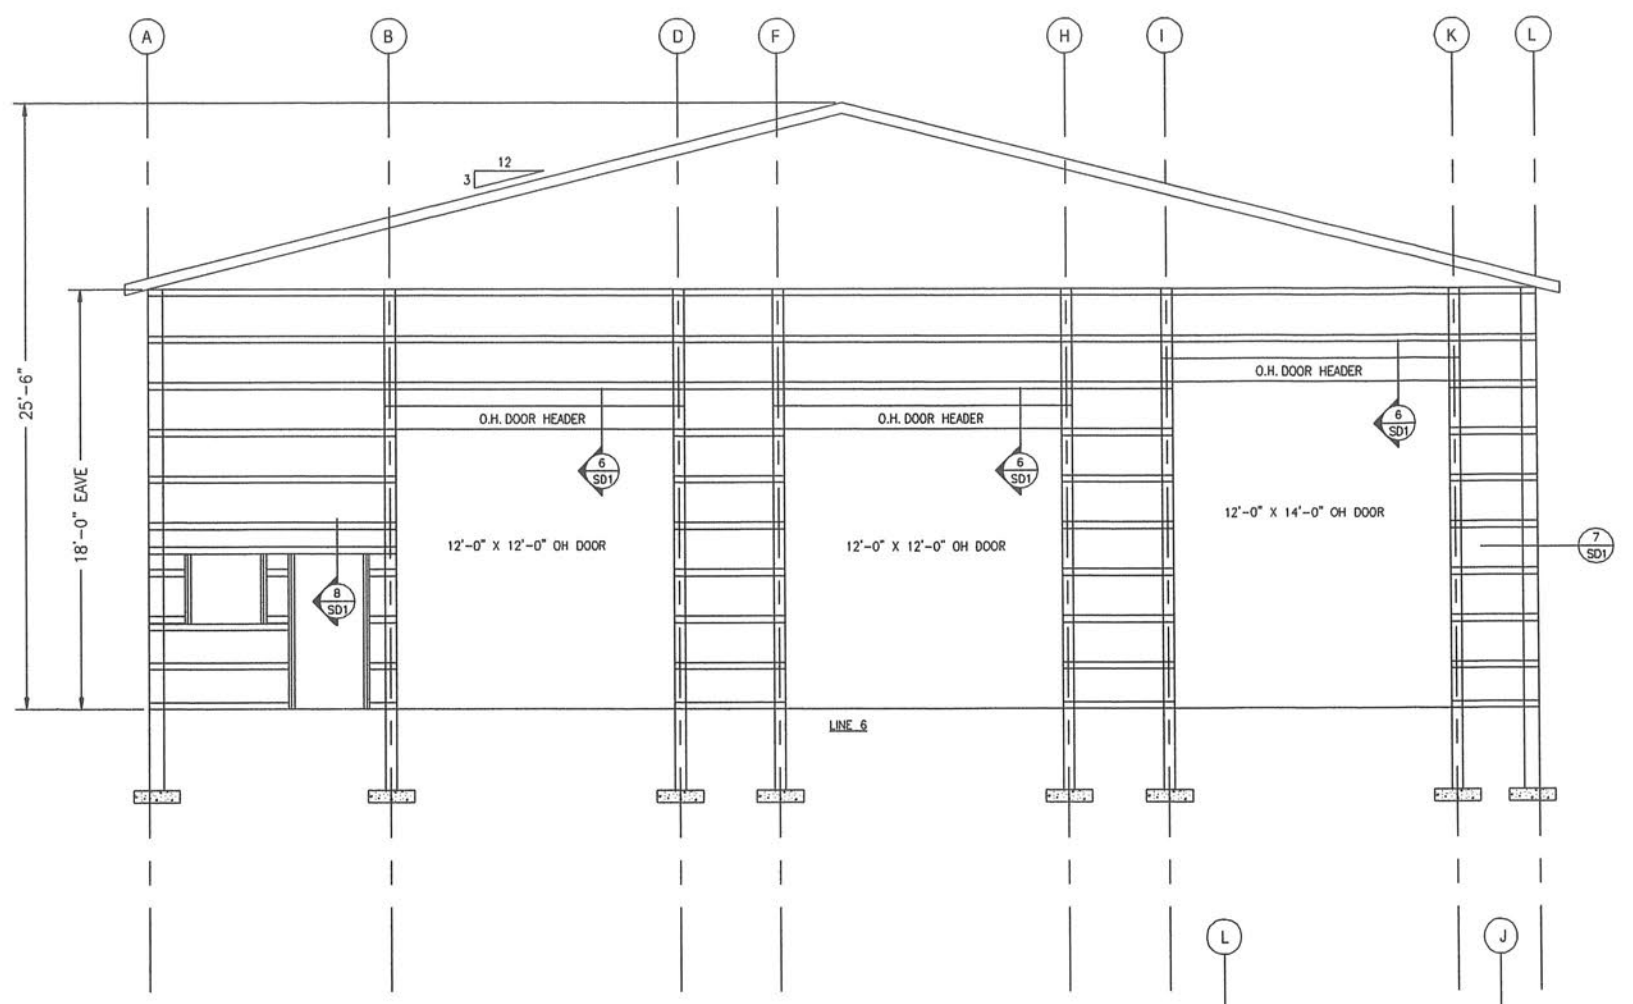 A B D F H I K L
12
3
25'-6"
18'-0" EAVE
O.H. DOOR HEADER
O.H. DOOR HEADER
O.H. DOOR HEADER
6
SD1
6
SD1
6
SD1
12'-0" X 12'-0" OH DOOR
12'-0" X 12'-0" OH DOOR
12'-0" X 14'-0" OH DOOR
7
SD1
8
SD1
LINE 6
L J